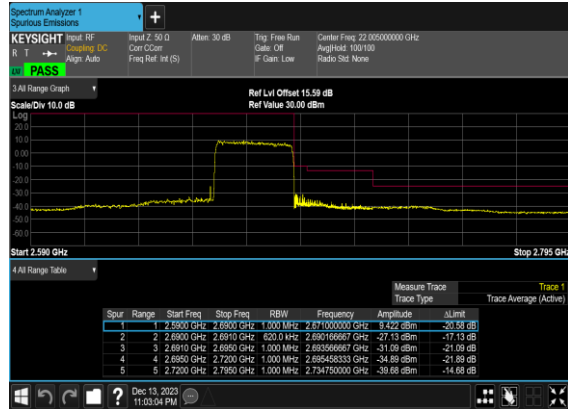 Spectrum Analyzer 1
Spurious Emissions
KEYSIGHT Input: RF Input Z: 50 Ω Atten: 30 dB Trig: Free Run Center Freq: 22.005000000 GHz
R T Coupling: DC Corr CCorr Gate: Off Avg|Hold: 100/100
Align: Auto Freq Ref: Int (S) IF Gain: Low Radio Std: None
PASS
3 All Range Graph
Ref Lvl Offset 15.59 dB
Scale/Div 10.0 dB Ref Value 30.00 dBm
Log
20.0
10.0
0.00
-10.0
-20.0
-30.0
-40.0
-50.0
-60.0
Start 2.590 GHz Stop 2.795 GHz
4 All Range Table
Measure Trace Trace 1
Trace Type Trace Average (Active)
Spur Range Start Freq Stop Freq RBW Frequency Amplitude ΔLimit
1 1 2.5900 GHz 2.6900 GHz 1.000 MHz 2.671000000 GHz 9.422 dBm -20.58 dB
2 2 2.6900 GHz 2.6910 GHz 620.0 kHz 2.690166667 GHz -27.13 dBm -17.13 dB
3 3 2.6910 GHz 2.6950 GHz 1.000 MHz 2.693566667 GHz -31.09 dBm -21.09 dB
4 4 2.6950 GHz 2.7200 GHz 1.000 MHz 2.695458333 GHz -34.89 dBm -21.89 dB
5 5 2.7200 GHz 2.7950 GHz 1.000 MHz 2.734750000 GHz -39.68 dBm -14.68 dB
Dec 13, 2023
11:03:04 PM